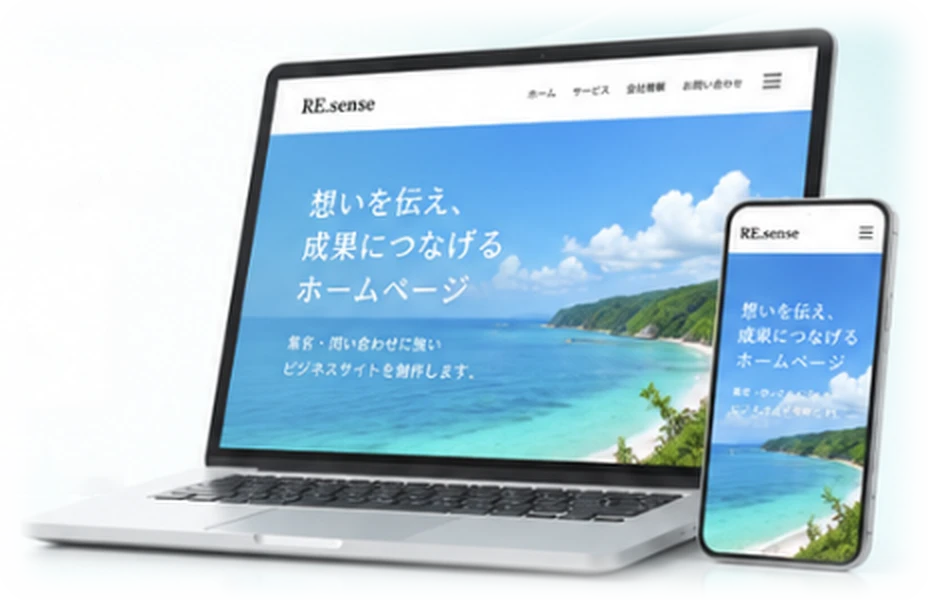 RE.sense
ホーム サービス 会社概要 お問い合わせ
想いを伝え、
成果につなげる
ホームページ
集客・問い合わせに強い
ビジネスサイトを制作します。
RE.sense
想いを伝え、
成果につなげる
ホームページ